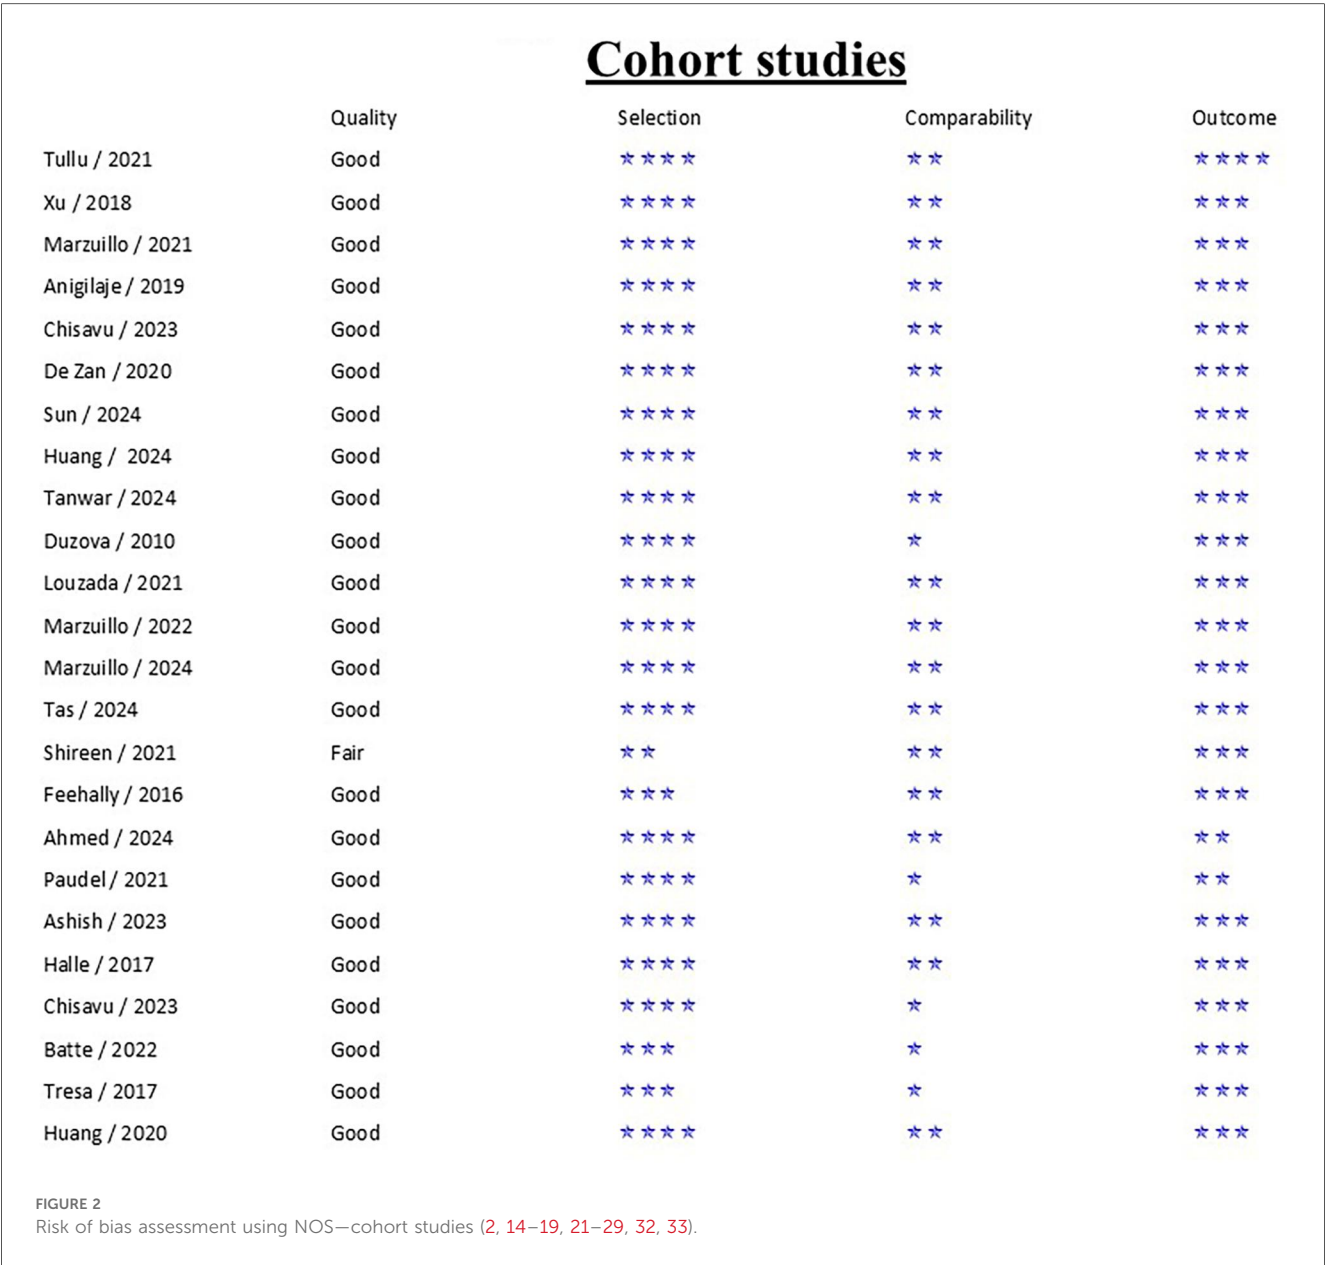 Cohort studies
Quality Selection Comparability Outcome
Tullu / 2021 Good ★★★★ ★★ ★★★★
Xu / 2018 Good ★★★★ ★★ ★★★
Marzuillo / 2021 Good ★★★★ ★★ ★★★
Anigilaje / 2019 Good ★★★★ ★★ ★★★
Chisavu / 2023 Good ★★★★ ★★ ★★★
De Zan / 2020 Good ★★★★ ★★ ★★★
Sun / 2024 Good ★★★★ ★★ ★★★
Huang / 2024 Good ★★★★ ★★ ★★★
Tanwar / 2024 Good ★★★★ ★★ ★★★
Duzova / 2010 Good ★★★★ ★ ★★★
Louzada / 2021 Good ★★★★ ★★ ★★★
Marzuillo / 2022 Good ★★★★ ★★ ★★★
Marzuillo / 2024 Good ★★★★ ★★ ★★★
Tas / 2024 Good ★★★★ ★★ ★★★
Shireen / 2021 Fair ★★ ★★ ★★★
Feehally / 2016 Good ★★★ ★★ ★★★
Ahmed / 2024 Good ★★★★ ★★ ★★
Paudel / 2021 Good ★★★★ ★ ★★
Ashish / 2023 Good ★★★★ ★★ ★★★
Halle / 2017 Good ★★★★ ★★ ★★★
Chisavu / 2023 Good ★★★★ ★ ★★★
Batte / 2022 Good ★★★ ★ ★★★
Tresa / 2017 Good ★★★ ★ ★★★
Huang / 2020 Good ★★★★ ★★ ★★★
FIGURE 2
Risk of bias assessment using NOS—cohort studies (2, 14–19, 21–29, 32, 33).